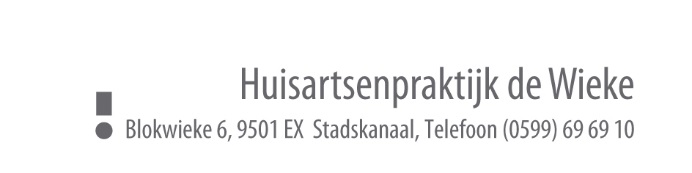 Huisartsenpraktijk de Wieke
Blokwieke 6, 9501 EX Stadskanaal, Telefoon (0599) 69 69 10